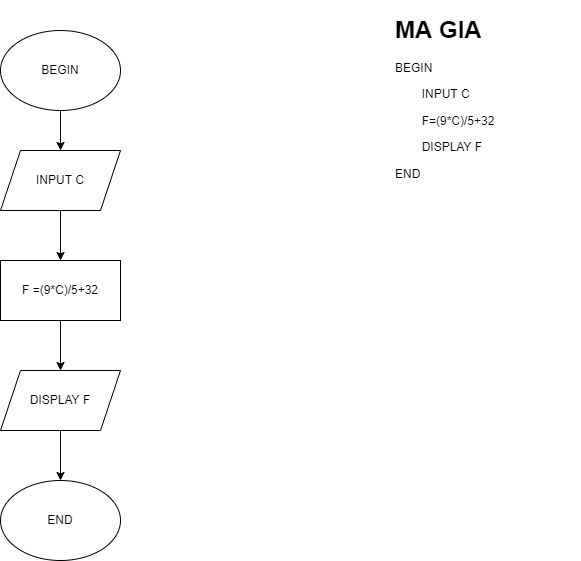 BEGIN
INPUT C
F =(9*C)/5+32
DISPLAY F
END
MA GIA
BEGIN
INPUT C
F=(9*C)/5+32
DISPLAY F
END